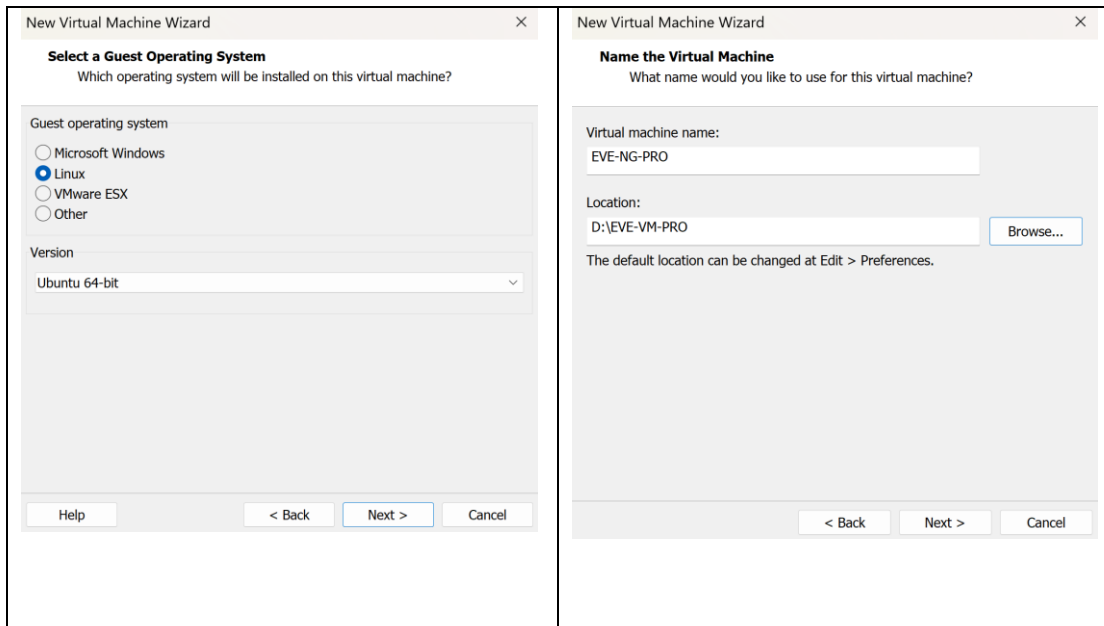 New Virtual Machine Wizard
Select a Guest Operating System
Which operating system will be installed on this virtual machine?
Guest operating system
Microsoft Windows
Linux
VMware ESX
Other
Version
Ubuntu 64-bit
Help
< Back
Next >
Cancel
New Virtual Machine Wizard
Name the Virtual Machine
What name would you like to use for this virtual machine?
Virtual machine name:
EVE-NG-PRO
Location:
D:\EVE-VM-PRO
Browse...
The default location can be changed at Edit > Preferences.
< Back
Next >
Cancel